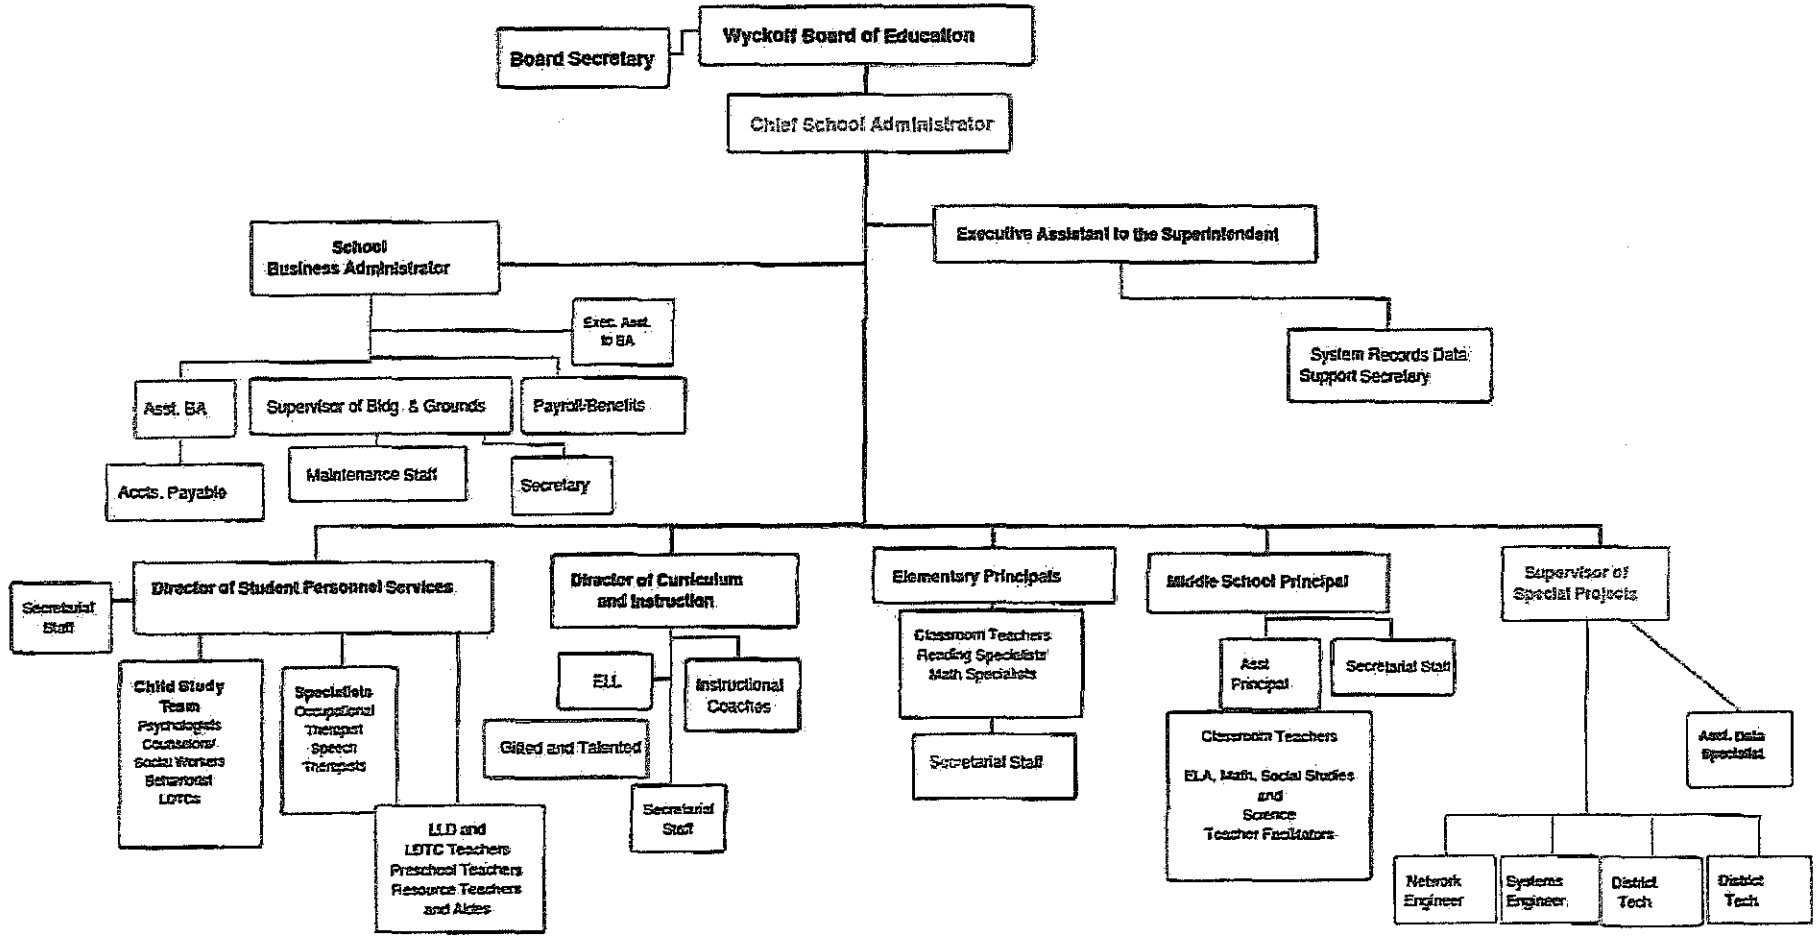 Wyckoff Board of Education
Board Secretary
Chief School Administrator
Executive Assistant to the Superintendent
School
Business Administrator
Exec. Asst.
to BA
System Records Data
Support Secretary
Asst. BA
Supervisor of Bldg. & Grounds
Payroll/Benefits
Maintenance Staff
Secretary
Accts. Payable
Director of Student Personnel Services
Secretarial
Staff
Director of Curriculum
and Instruction
Elementary Principals
Middle School Principal
Supervisor of
Special Projects
Child Study
Team
Psychologists
Counselors/
Social Workers
Behaviorist
LDTCs
Specialists
Occupational
Therapist
Speech
Therapists
LLD and
LDTC Teachers
Preschool Teachers
Resource Teachers
and Aides
ELL
Instructional
Coaches
Gifted and Talented
Secretarial
Staff
Classroom Teachers
Reading Specialists
Math Specialists
Secretarial Staff
Asst
Principal
Secretarial Staff
Classroom Teachers
ELA, Math, Social Studies
and
Science
Teacher Facilitators
Asst. Data
Specialist
Network
Engineer
Systems
Engineer
District
Tech
District
Tech